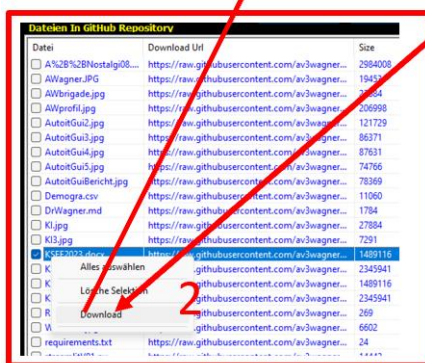 Dateien In GitHub Repository
Datei Download Url Size
A%2B%2BNostalgi08.... https://raw.githubusercontent.com/av3wagner... 2984008
AWagner.JPG https://raw.githubusercontent.com/av3wagner...
AWbrigade.jpg https://raw.githubusercontent.com/av3wagner...
AWprofil.jpg https://raw.githubusercontent.com/av3wagner... 206998
AutoitGui2.jpg https://raw.githubusercontent.com/av3wagner... 121729
AutoitGui3.jpg https://raw.githubusercontent.com/av3wagner... 86371
AutoitGui4.jpg https://raw.githubusercontent.com/av3wagner... 87631
AutoitGui5.jpg https://raw.githubusercontent.com/av3wagner... 74766
AutoitGuiBericht.jpg https://raw.githubusercontent.com/av3wagner... 78369
Demogra.csv https://raw.githubusercontent.com/av3wagner... 11060
DrWagner.md https://raw.githubusercontent.com/av3wagner... 1784
KI.jpg https://raw.githubusercontent.com/av3wagner... 27884
KI3.jpg https://raw.githubusercontent.com/av3wagner... 7291
KSFE2023.docx https://raw.githubusercontent.com/av3wagner... 1489116
K Alles auswählen .githubusercontent.com/av3wagner... 2345941
K Lösche Selektion .githubusercontent.com/av3wagner... 1489116
K .githubusercontent.com/av3wagner... 2345941
R Download 2 .githubusercontent.com/av3wagner... 269
W .githubusercontent.com/av3wagner... 6602
requirements.txt https://raw.githubusercontent.com/av3wagner... 24